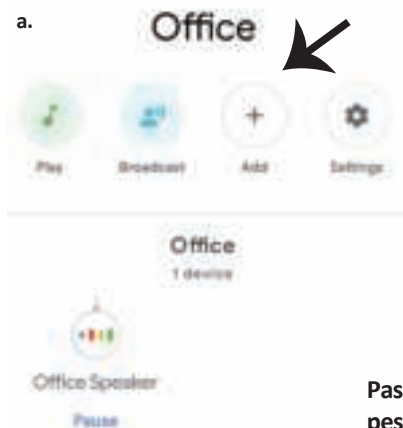 a.
Office
Play Broadcast Add Settings
Office
1 device
Office Speaker
Pause
Pas
pes